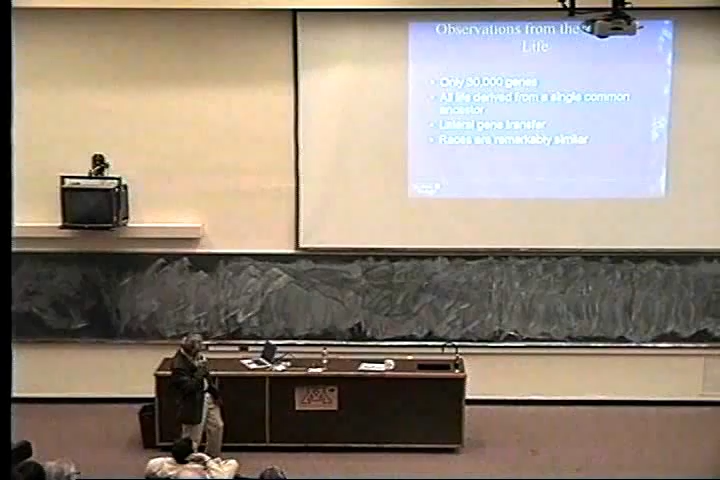 Observations from the
Life
• Only 30,000 genes
• All life derived from a single common
ancestor
• Lateral gene transfer
• Races are remarkably similar
M